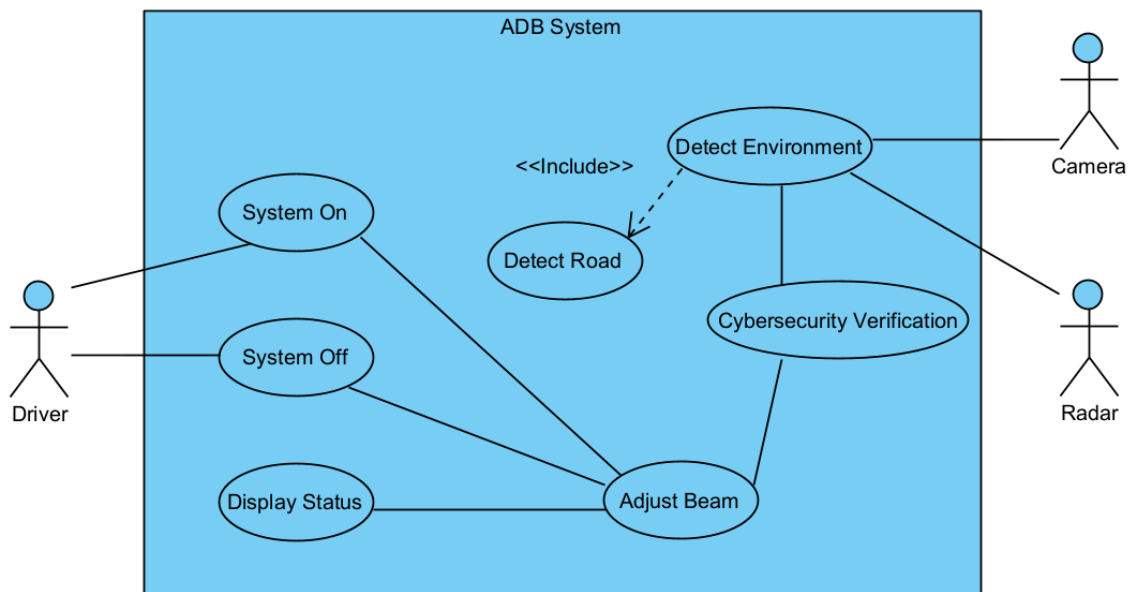 ADB System
Detect Environment
<<Include>>
Camera
System On
Detect Road
Cybersecurity Verification
System Off
Driver
Radar
Display Status
Adjust Beam